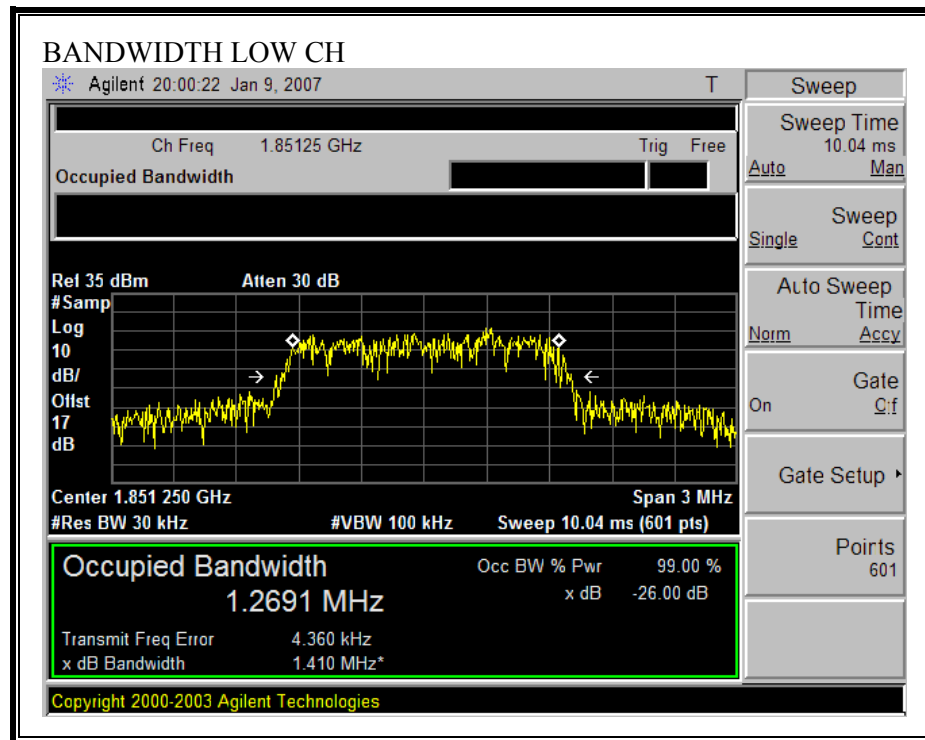 BANDWIDTH LOW CH
Agilent 20:00:22 Jan 9, 2007 T
Sweep
Ch Freq 1.85125 GHz Trig Free
Occupied Bandwidth
Sweep Time
10.04 ms
Auto Man
Sweep
Single Cont
Auto Sweep
Time
Norm Accy
Gate
On Off
Gate Setup
Points
601
Ref 35 dBm Atten 30 dB
#Samp
Log
10
dB/
Offst
17
dB
Center 1.851 250 GHz Span 3 MHz
#Res BW 30 kHz #VBW 100 kHz Sweep 10.04 ms (601 pts)
Occupied Bandwidth Occ BW % Pwr 99.00 %
1.2691 MHz x dB -26.00 dB
Transmit Freq Error 4.360 kHz
x dB Bandwidth 1.410 MHz*
Copyright 2000-2003 Agilent Technologies